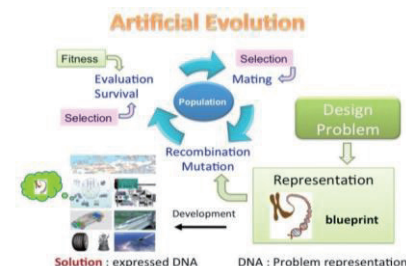 Artificial Evolution
Fitness
Evaluation
Survival
Selection
Population
Selection
Mating
Recombination
Mutation
Design
Problem
Representation
blueprint
Development
Solution : expressed DNA
DNA : Problem representation